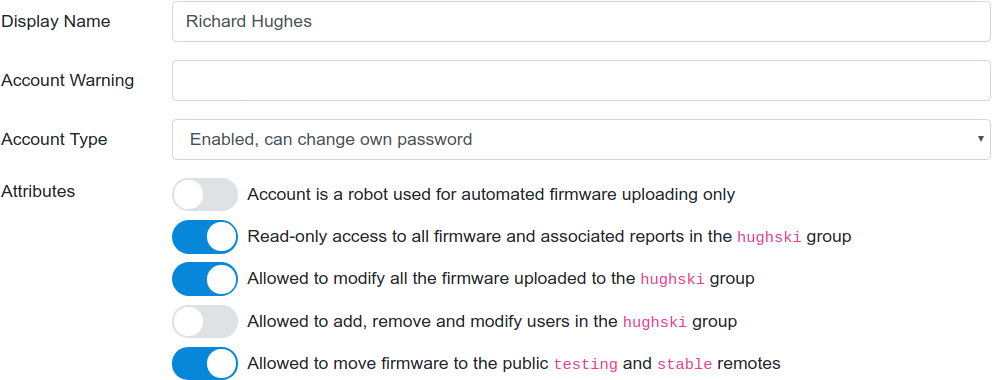 Display Name Richard Hughes
Account Warning
Account Type Enabled, can change own password
Attributes Account is a robot used for automated firmware uploading only
Read-only access to all firmware and associated reports in the hughski group
Allowed to modify all the firmware uploaded to the hughski group
Allowed to add, remove and modify users in the hughski group
Allowed to move firmware to the public testing and stable remotes